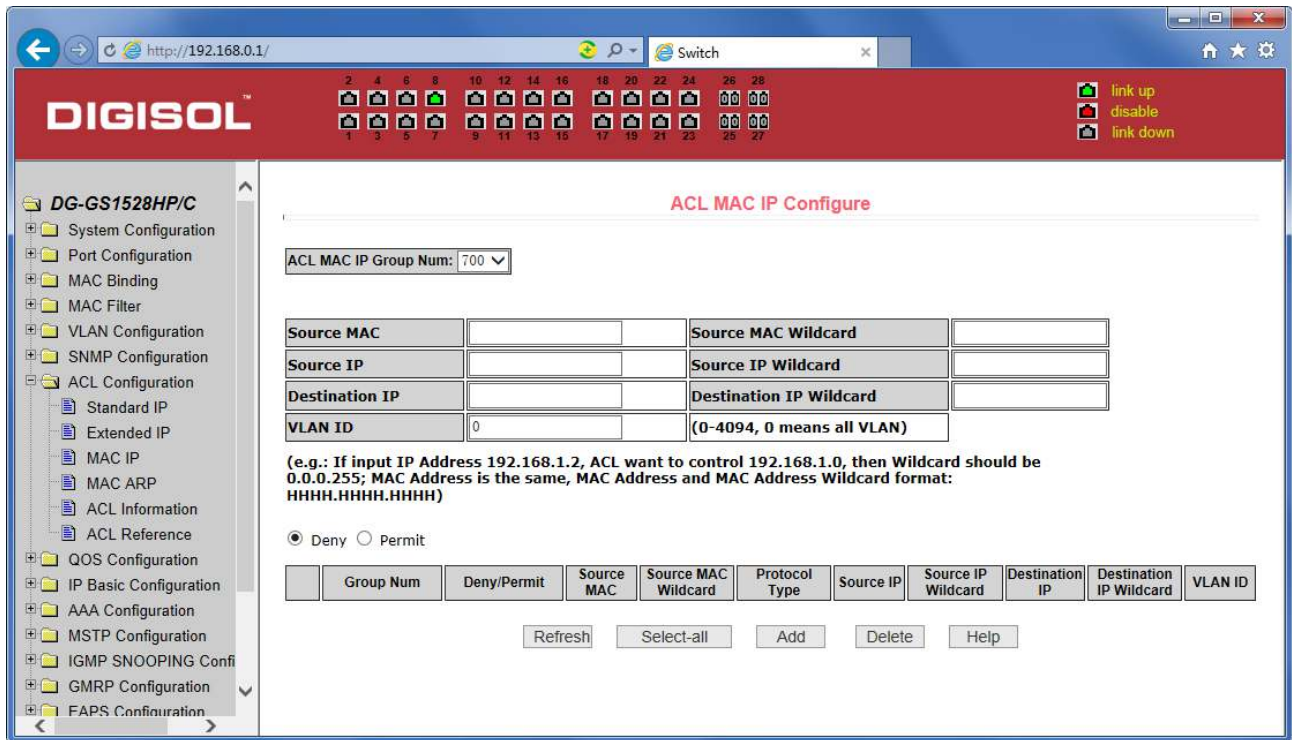 http://192.168.0.1/
Switch
DIGISOL™
2 4 6 8 10 12 14 16 18 20 22 24 26 28
1 3 5 7 9 11 13 15 17 19 21 23 25 27
link up
disable
link down
DG-GS1528HP/C
System Configuration
Port Configuration
MAC Binding
MAC Filter
VLAN Configuration
SNMP Configuration
ACL Configuration
Standard IP
Extended IP
MAC IP
MAC ARP
ACL Information
ACL Reference
QOS Configuration
IP Basic Configuration
AAA Configuration
MSTP Configuration
IGMP SNOOPING Confi
GMRP Configuration
EAPS Configuration
ACL MAC IP Configure
ACL MAC IP Group Num: 700
Source MAC Source MAC Wildcard
Source IP Source IP Wildcard
Destination IP Destination IP Wildcard
VLAN ID 0 (0-4094, 0 means all VLAN)
(e.g.: If input IP Address 192.168.1.2, ACL want to control 192.168.1.0, then Wildcard should be
0.0.0.255; MAC Address is the same, MAC Address and MAC Address Wildcard format:
HHHH.HHHH.HHHH)
Deny Permit
Group Num Deny/Permit Source MAC Source MAC Wildcard Protocol Type Source IP Source IP Wildcard Destination IP Destination IP Wildcard VLAN ID
Refresh Select-all Add Delete Help